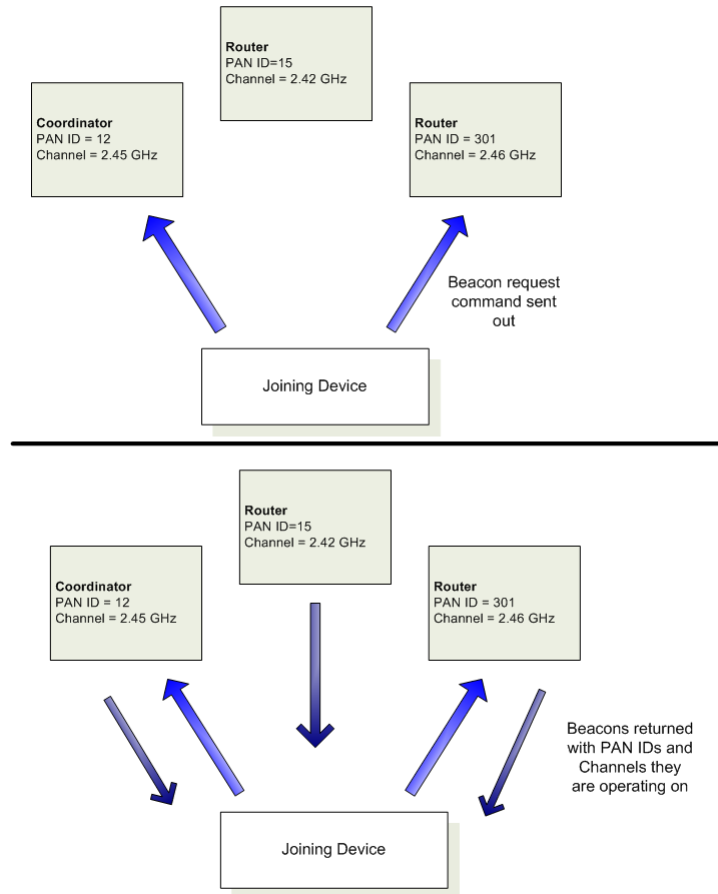 Router
PAN ID=15
Channel = 2.42 GHz
Coordinator
PAN ID = 12
Channel = 2.45 GHz
Router
PAN ID = 301
Channel = 2.46 GHz
Beacon request
command sent
out
Joining Device
Router
PAN ID=15
Channel = 2.42 GHz
Coordinator
PAN ID = 12
Channel = 2.45 GHz
Router
PAN ID = 301
Channel = 2.46 GHz
Beacons returned
with PAN IDs and
Channels they
are operating on
Joining Device